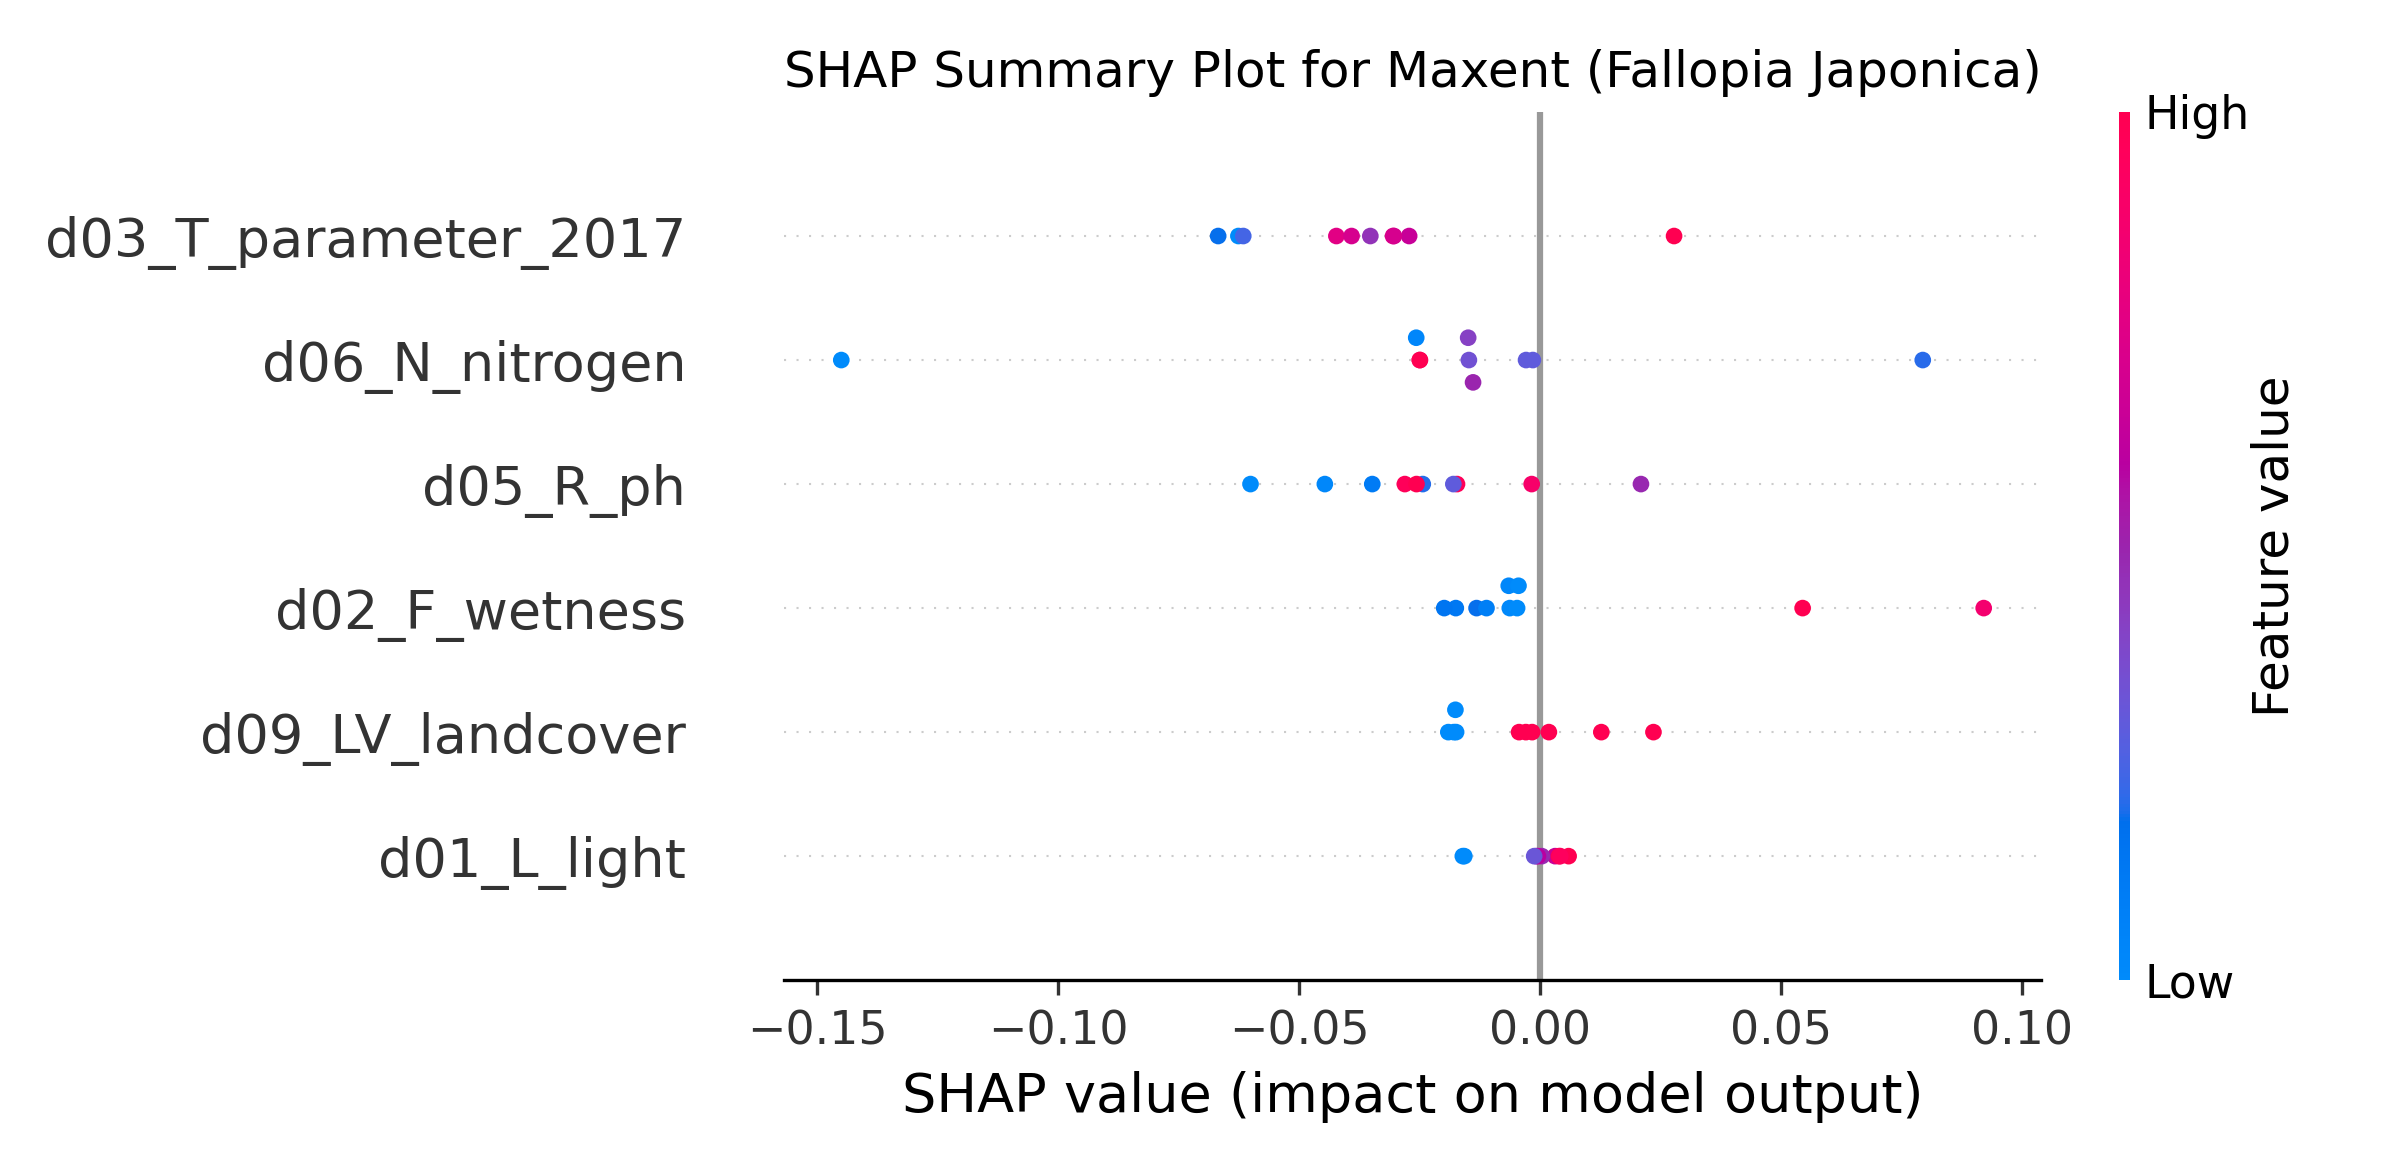 SHAP Summary Plot for Maxent (Fallopia Japonica)
High
d03_T_parameter_2017
d06_N_nitrogen
d05_R_ph
d02_F_wetness
d09_LV_landcover
d01_L_light
Feature value
Low
−0.15 −0.10 −0.05 0.00 0.05 0.10
SHAP value (impact on model output)